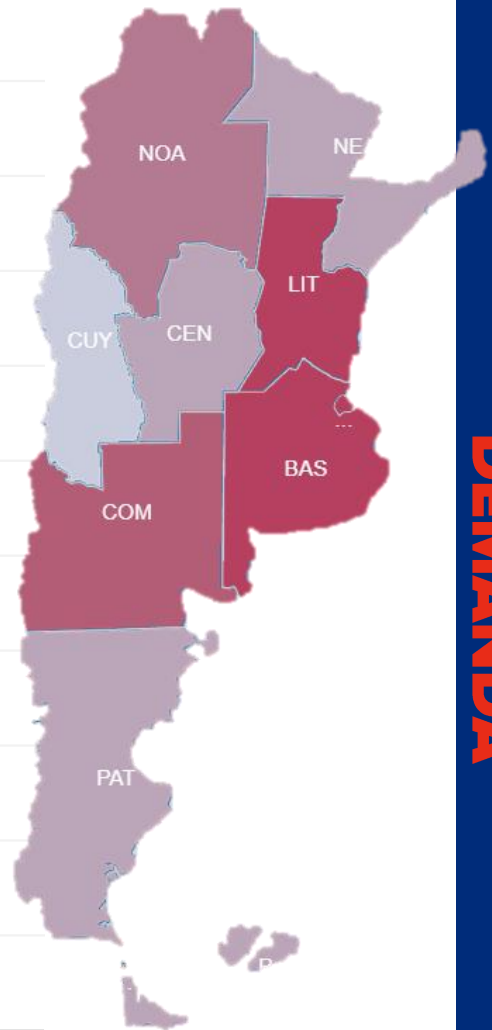 NOA
NE
LIT
CUY
CEN
---
BAS
COM
DEMANDA
PAT